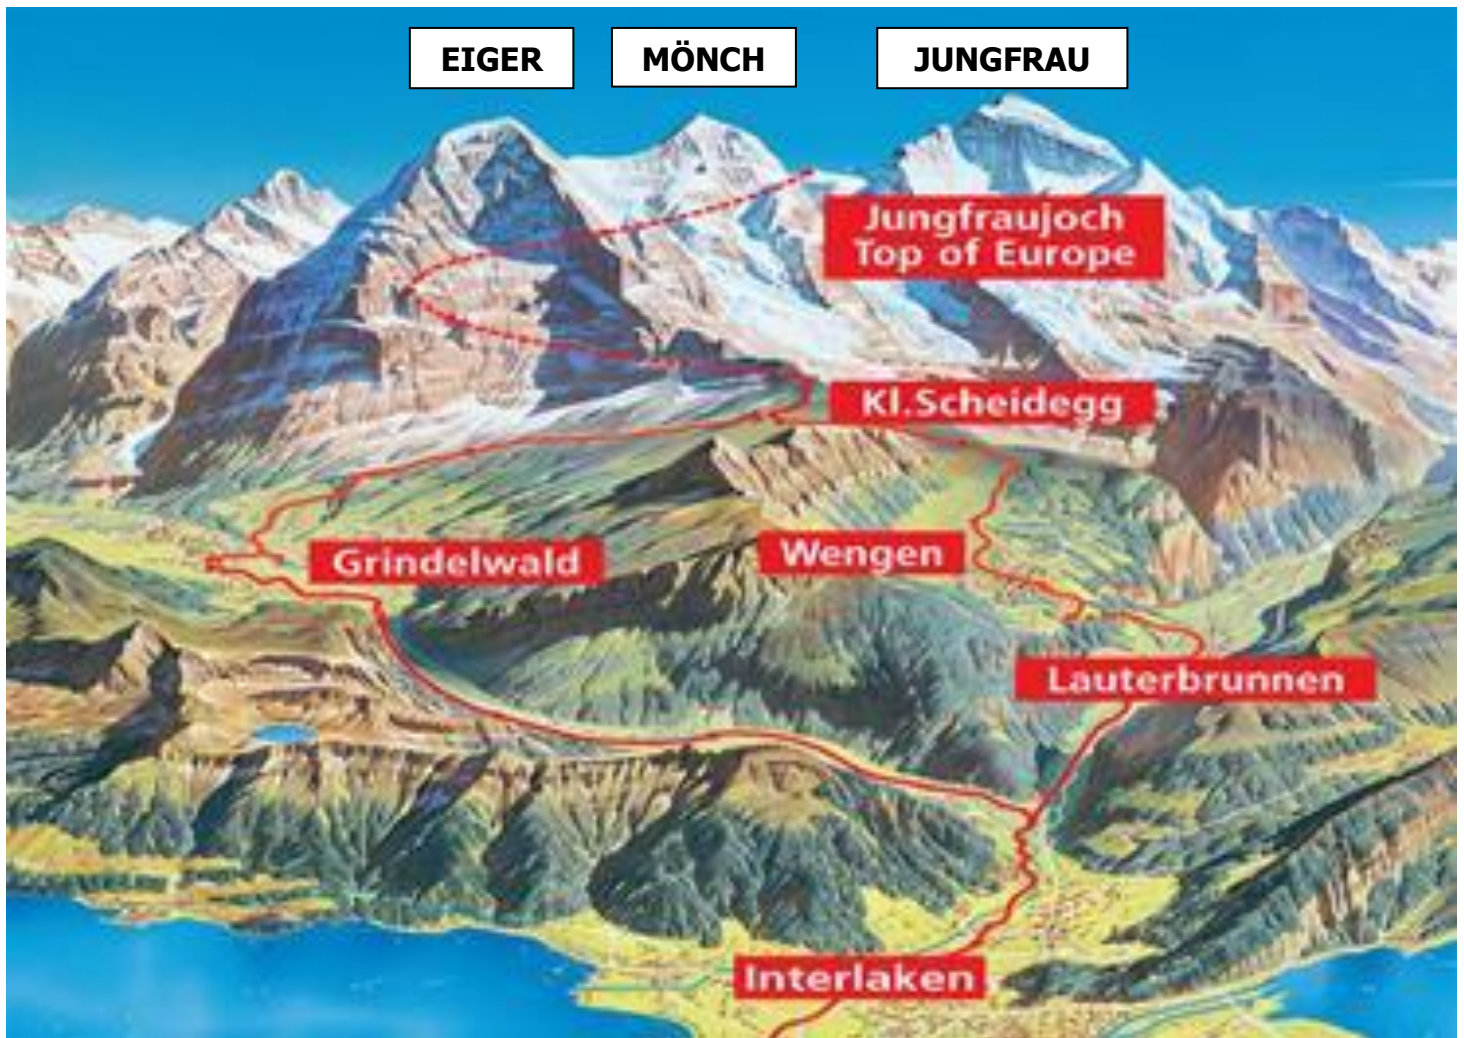 EIGER
MÖNCH
JUNGFRAU
Jungfraujoch
Top of Europe
Kl.Scheidegg
Grindelwald
Wengen
Lauterbrunnen
Interlaken